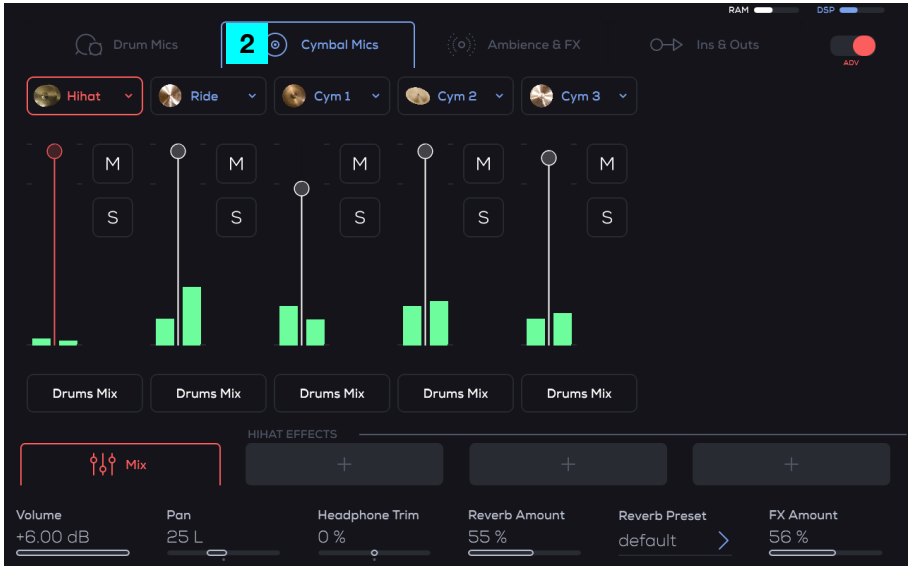 RAM DSP
Drum Mics 2 Cymbal Mics Ambience & FX Ins & Outs ADV
Hihat Ride Cym 1 Cym 2 Cym 3
M M M M M
S S S S S
Drums Mix Drums Mix Drums Mix Drums Mix Drums Mix
HIHAT EFFECTS
Mix + + +
Volume Pan Headphone Trim Reverb Amount Reverb Preset FX Amount
+6.00 dB 25 L 0 % 55 % default 56 %